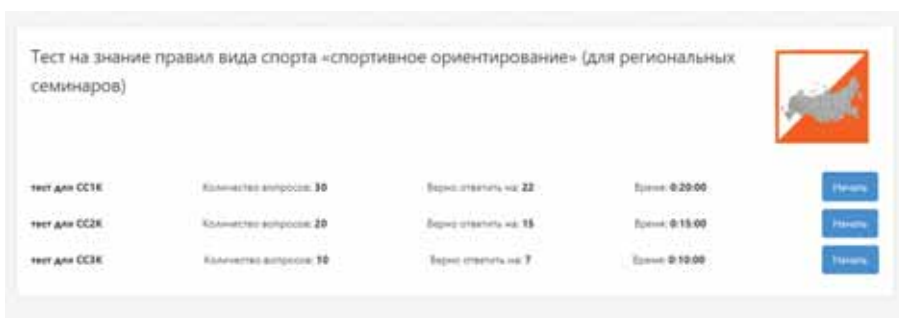 Тест на знание правил вида спорта «спортивное ориентирование» (для региональных
семинаров)
тест для СС1К Количество вопросов: 30 Верно ответить на: 22 Время: 0:20:00 Начать
тест для СС2К Количество вопросов: 20 Верно ответить на: 15 Время: 0:15:00 Начать
тест для СС3К Количество вопросов: 10 Верно ответить на: 7 Время: 0:10:00 Начать